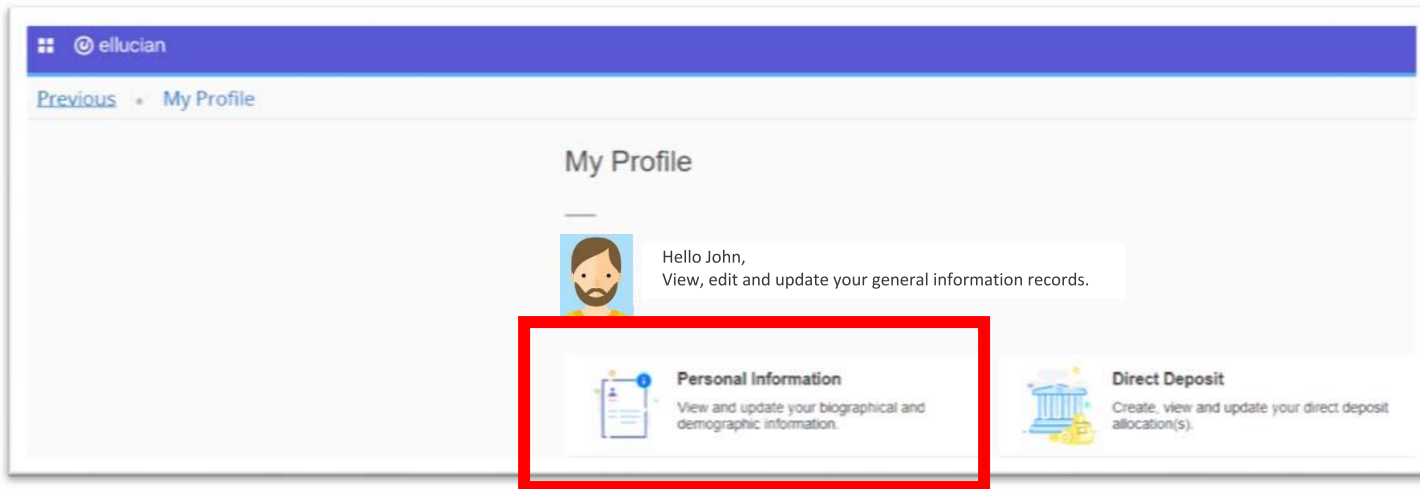 ellucian
Previous • My Profile
My Profile
Hello John,
View, edit and update your general information records.
Personal Information
View and update your biographical and
demographic information.
Direct Deposit
Create, view and update your direct deposit
allocation(s).